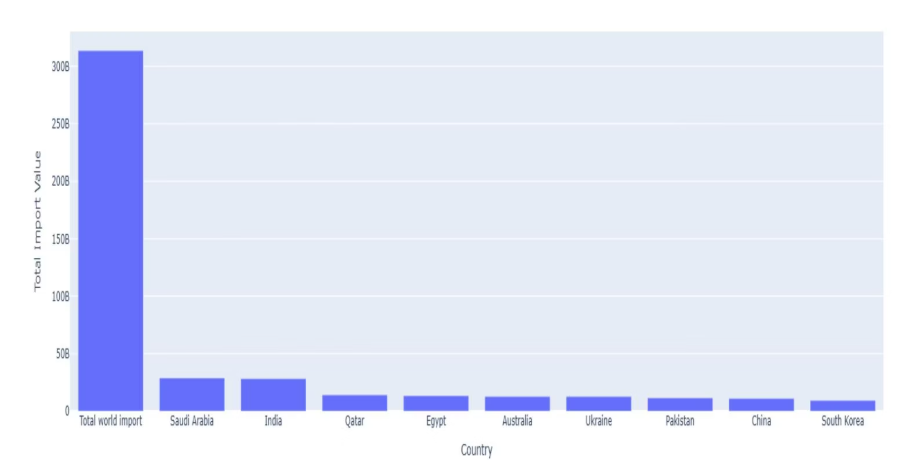 Total Import Value
300B
250B
200B
150B
100B
50B
0
Total world import Saudi Arabia India Qatar Egypt Australia Ukraine Pakistan China South Korea
Country